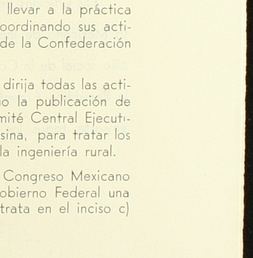 llevar a la práctica
oordinando sus acti-
de la Confederación
dirija todas las acti-
o la publicación de
mité Central Ejecuti-
sina, para tratar los
la ingeniería rural.
Congreso Mexicano
obierno Federal una
trata en el inciso c)